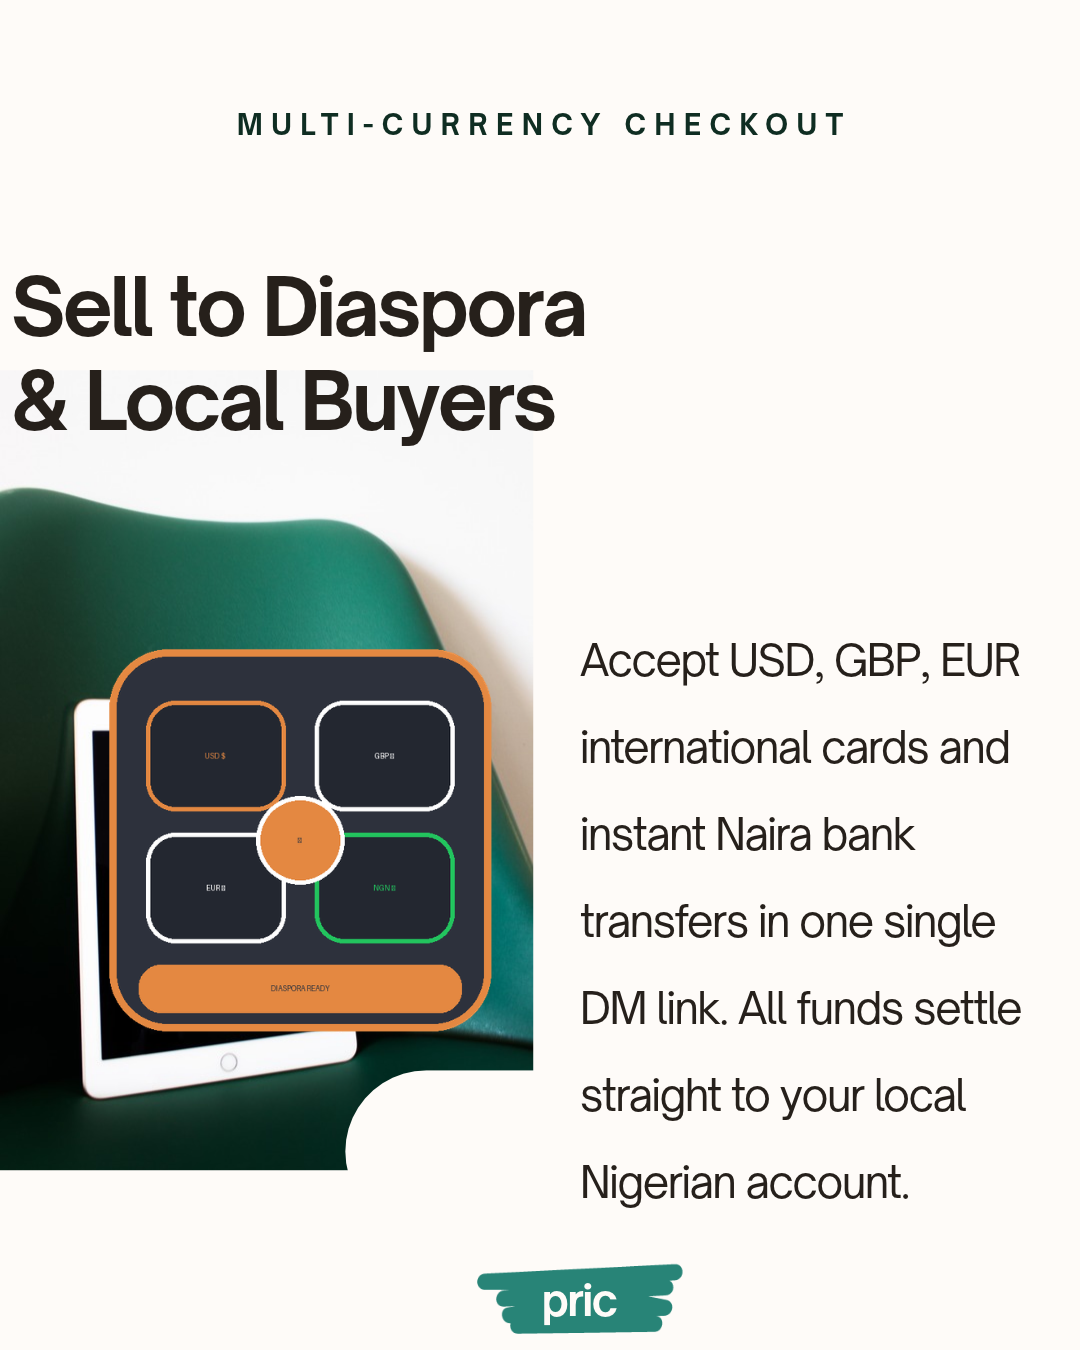 MULTI-CURRENCY CHECKOUT
Sell to Diaspora
& Local Buyers
USD $
GBP
EUR
NGN
DIASPORA READY
Accept USD, GBP, EUR
international cards and
instant Naira bank
transfers in one single
DM link. All funds settle
straight to your local
Nigerian account.
pric